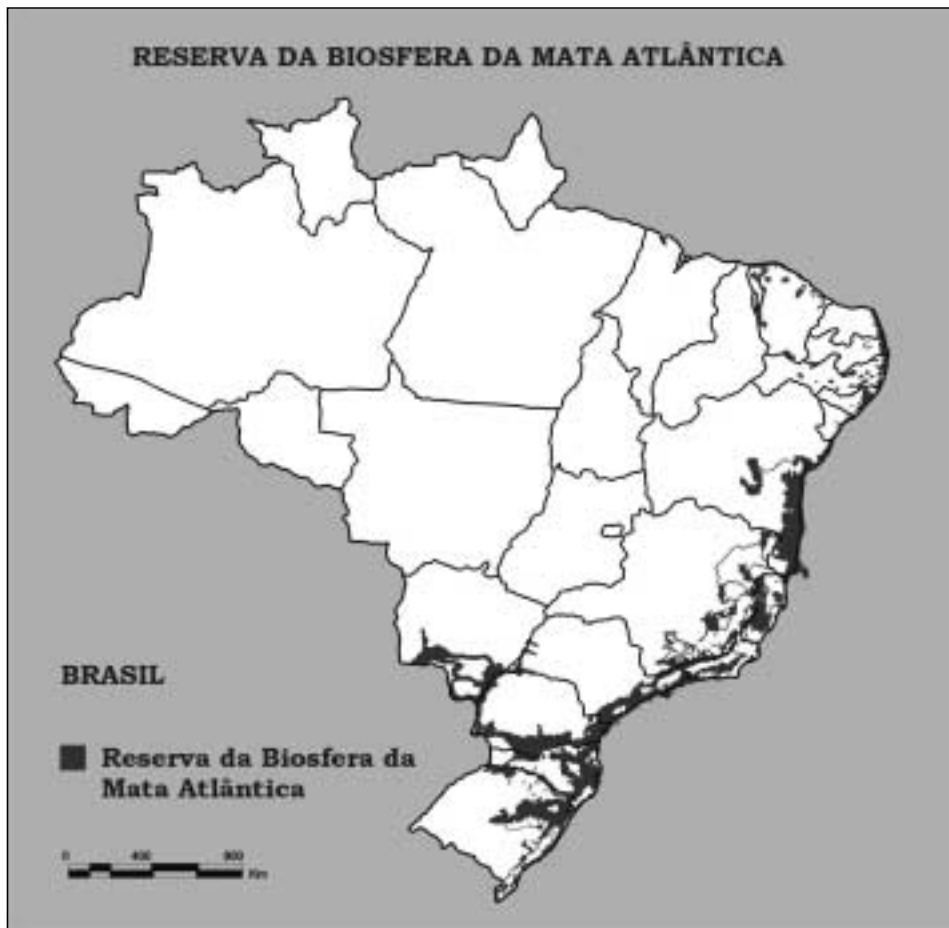 RESERVA DA BIOSFERA DA MATA ATLÂNTICA
BRASIL
Reserva da Biosfera da
Mata Atlântica
0 400 800
Km